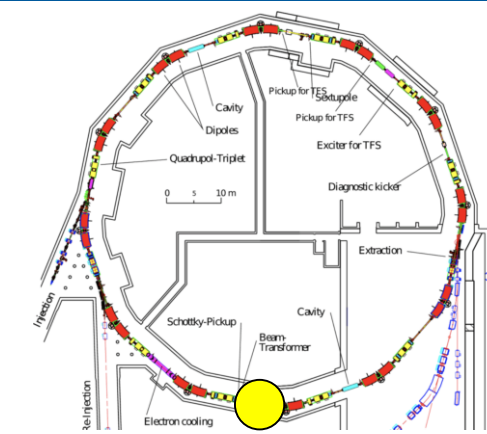 Pickup for TFS
Sextupole
Pickup for TFS
Cavity
Dipoles
Exciter for TFS
Quadrupol-Triplet
0 5 10 m
Diagnostic kicker
Extraction
Injection
Schottky-Pickup
Cavity
Beam-
Transformer
Re-Injection
Electron cooling